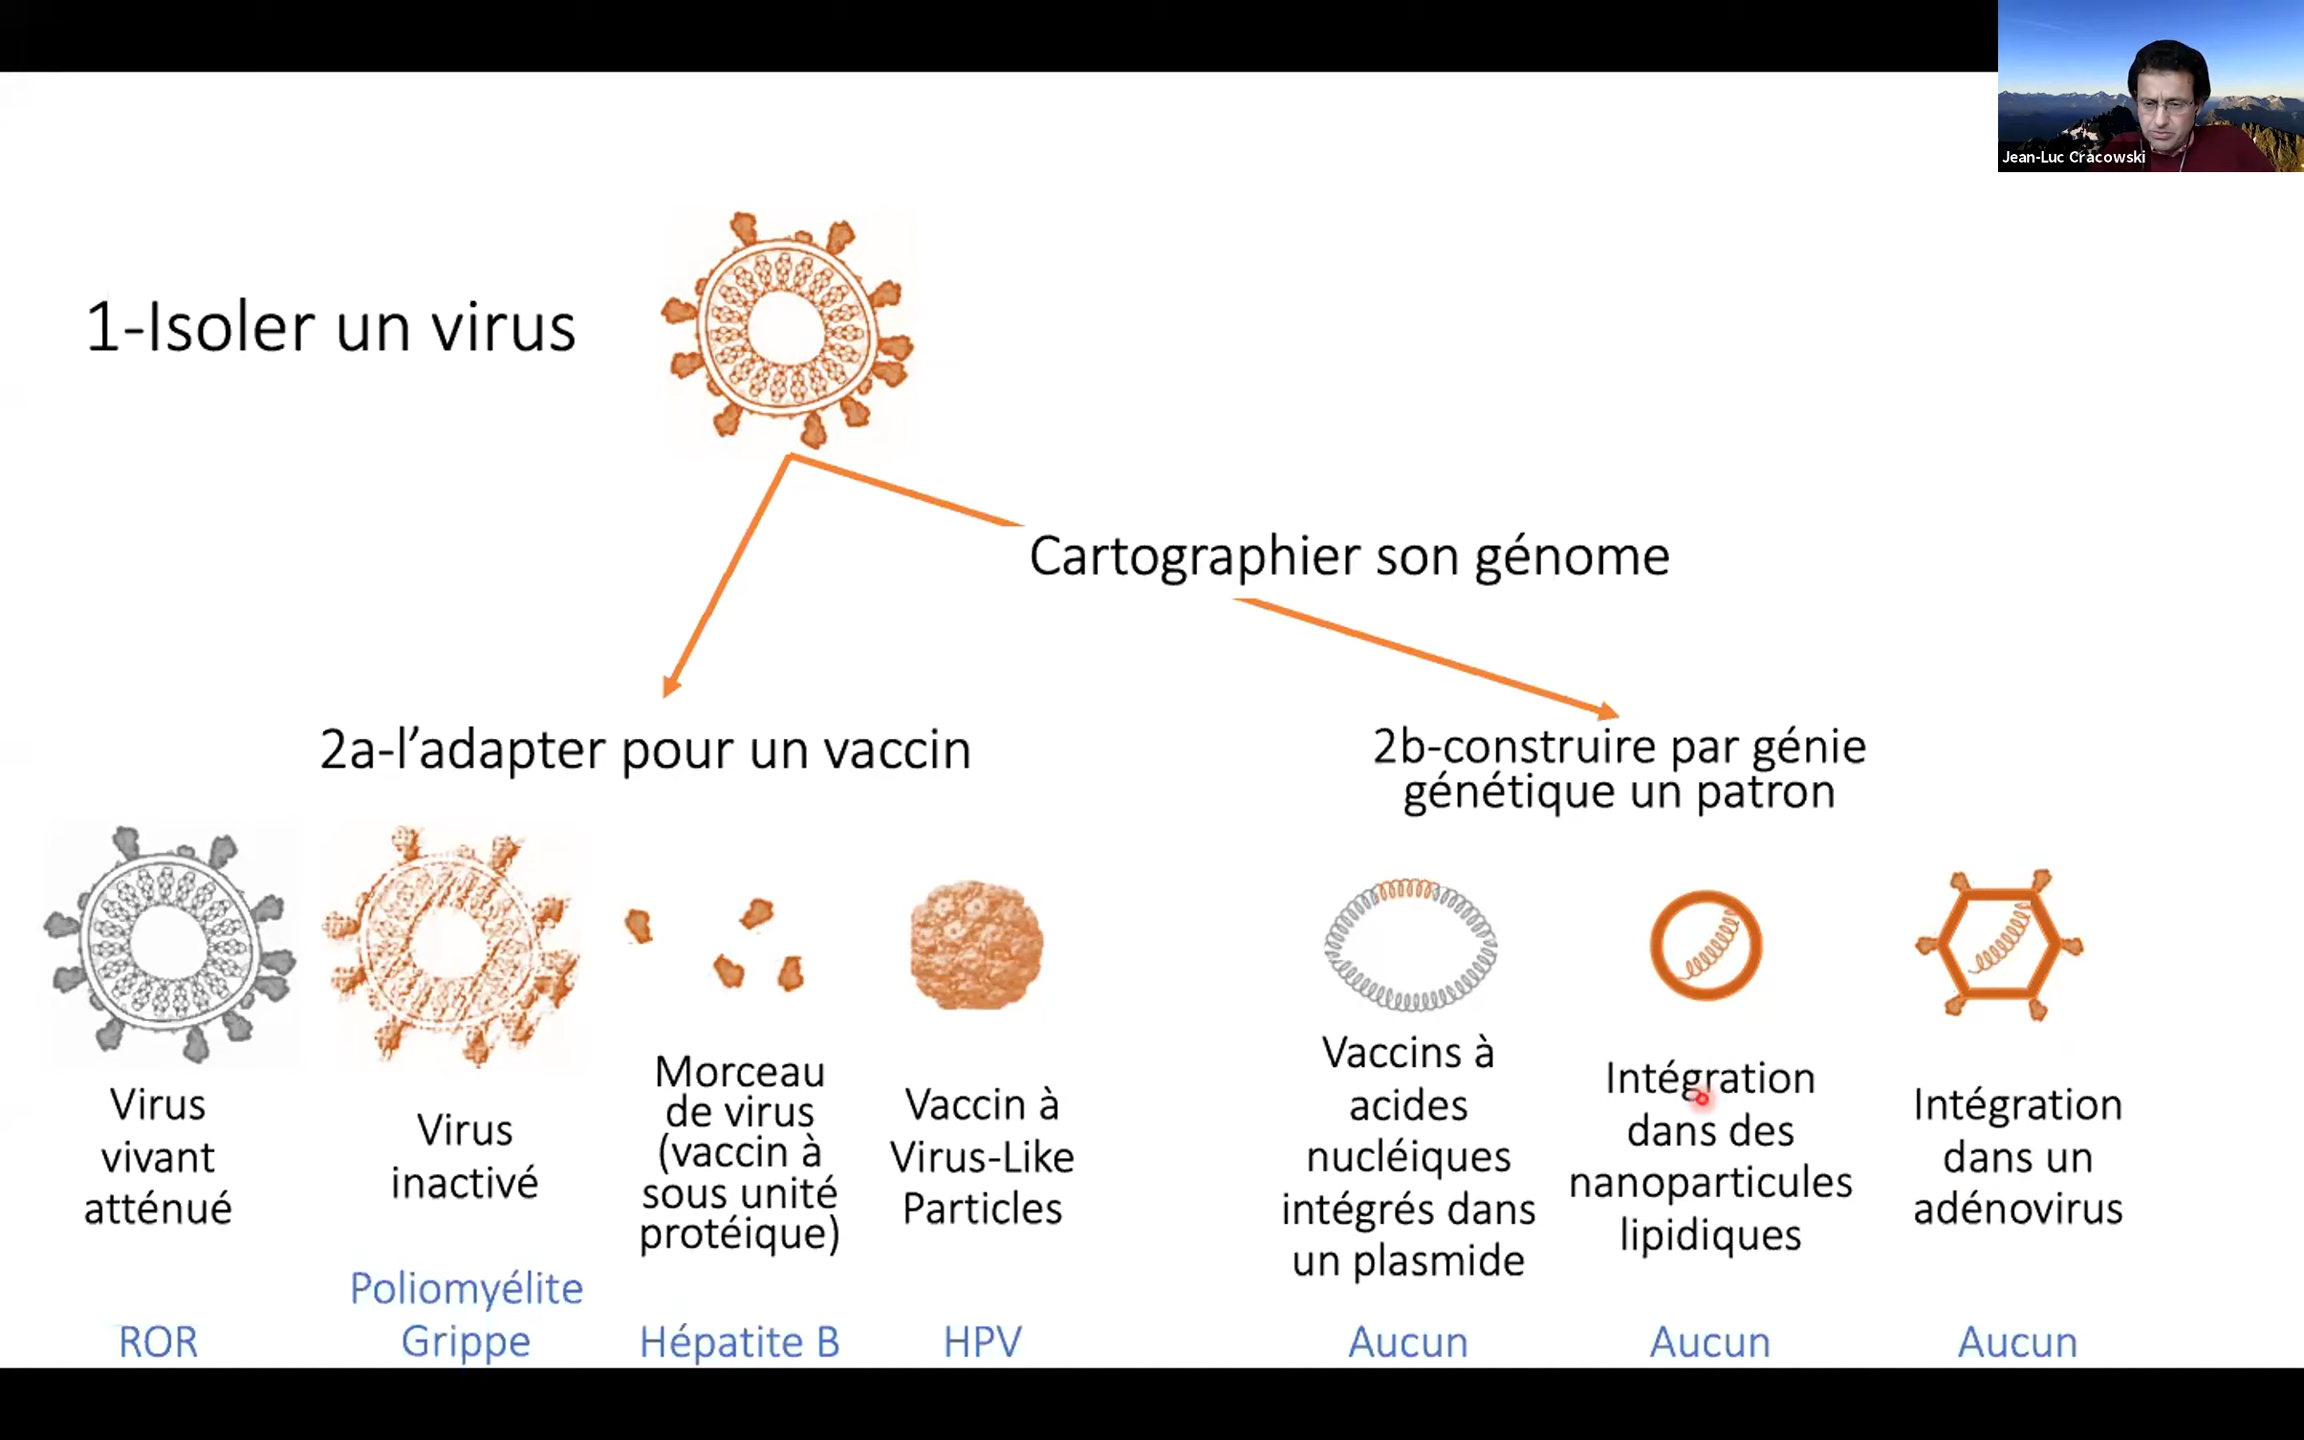 Jean-Luc Cracowski
1-Isoler un virus
Cartographier son génome
2a-l’adapter pour un vaccin
2b-construire par génie
génétique un patron
Virus
vivant
atténué
ROR
Virus
inactivé
Poliomyélite
Grippe
Morceau
de virus
(vaccin à
sous unité
protéique)
Hépatite B
Vaccin à
Virus-Like
Particles
HPV
Vaccins à
acides
nucléiques
intégrés dans
un plasmide
Aucun
Intégration
dans des
nanoparticules
lipidiques
Aucun
Intégration
dans un
adénovirus
Aucun